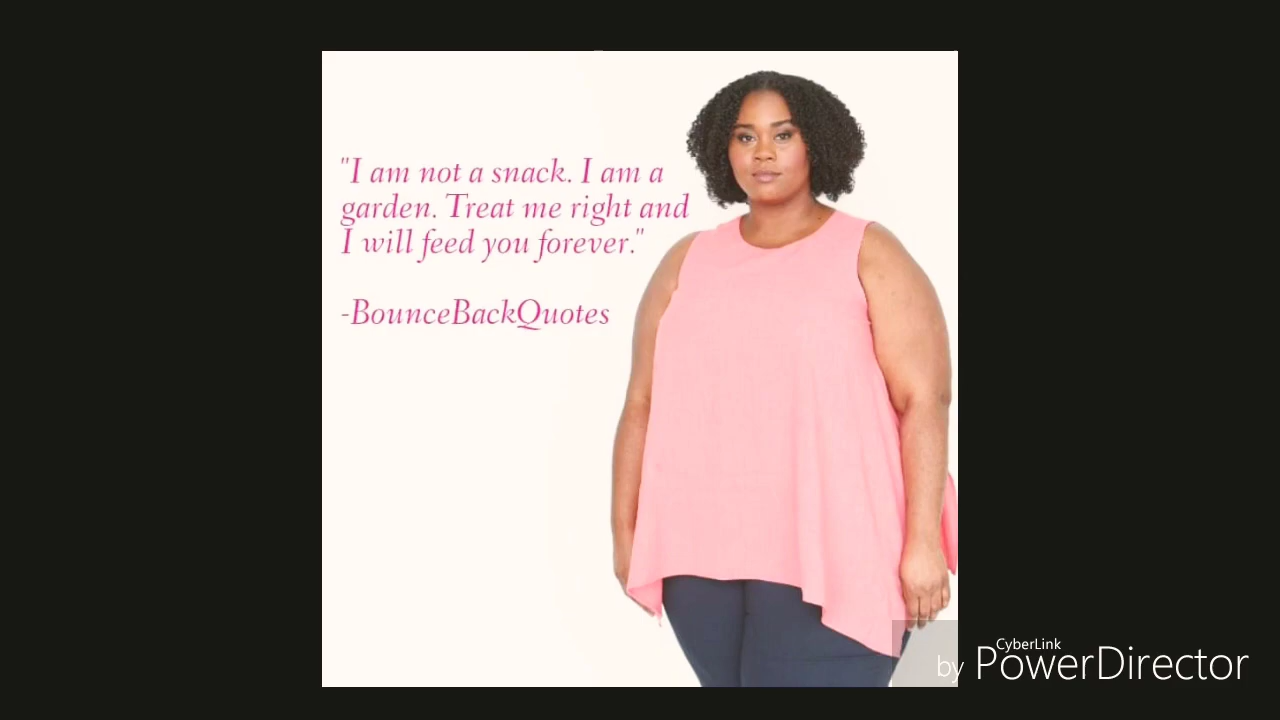 "I am not a snack. I am a
garden. Treat me right and
I will feed you forever."
-BounceBackQuotes
CyberLink
by PowerDirector